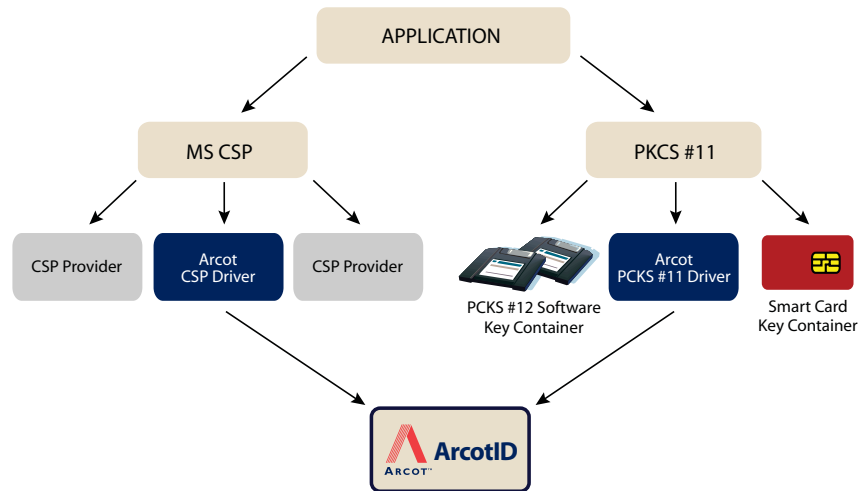 APPLICATION
MS CSP
PKCS #11
CSP Provider
Arcot
CSP Driver
CSP Provider
PCKS #12 Software
Key Container
Arcot
PCKS #11 Driver
Smart Card
Key Container
ARCOT™
ArcotID